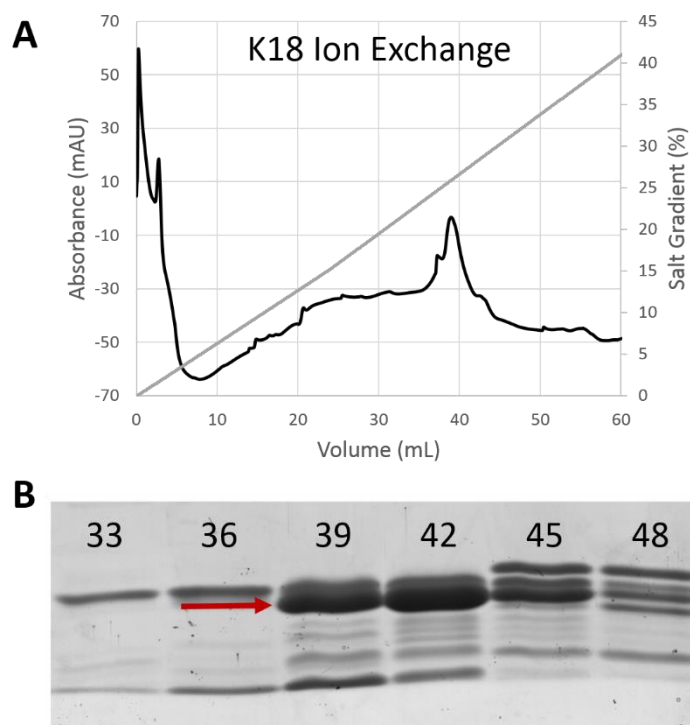 A
K18 Ion Exchange
Absorbance (mAU)
70
50
30
10
-10
-30
-50
-70
45
40
35
30
25
20
15
10
5
0
Salt Gradient (%)
0 10 20 30 40 50 60
Volume (mL)
B
33 36 39 42 45 48